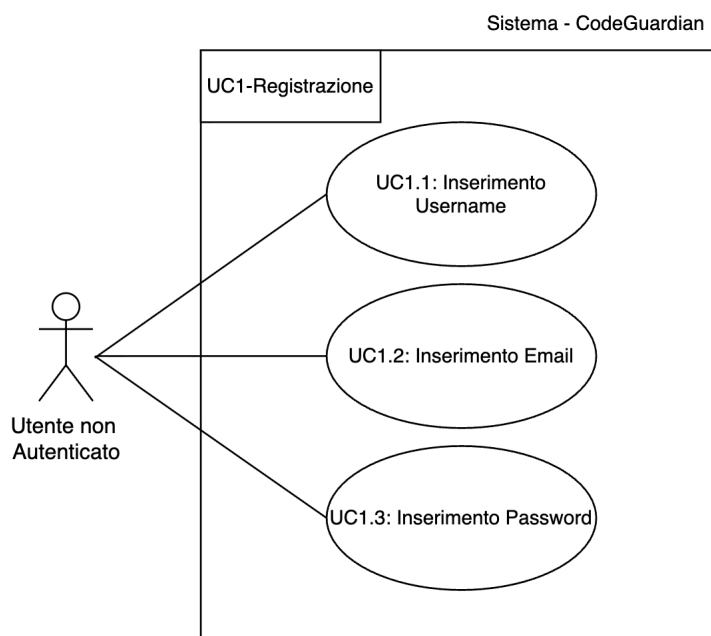 Sistema - CodeGuardian
UC1-Registrazione
UC1.1: Inserimento
Username
UC1.2: Inserimento Email
Utente non
Autenticato
UC1.3: Inserimento Password